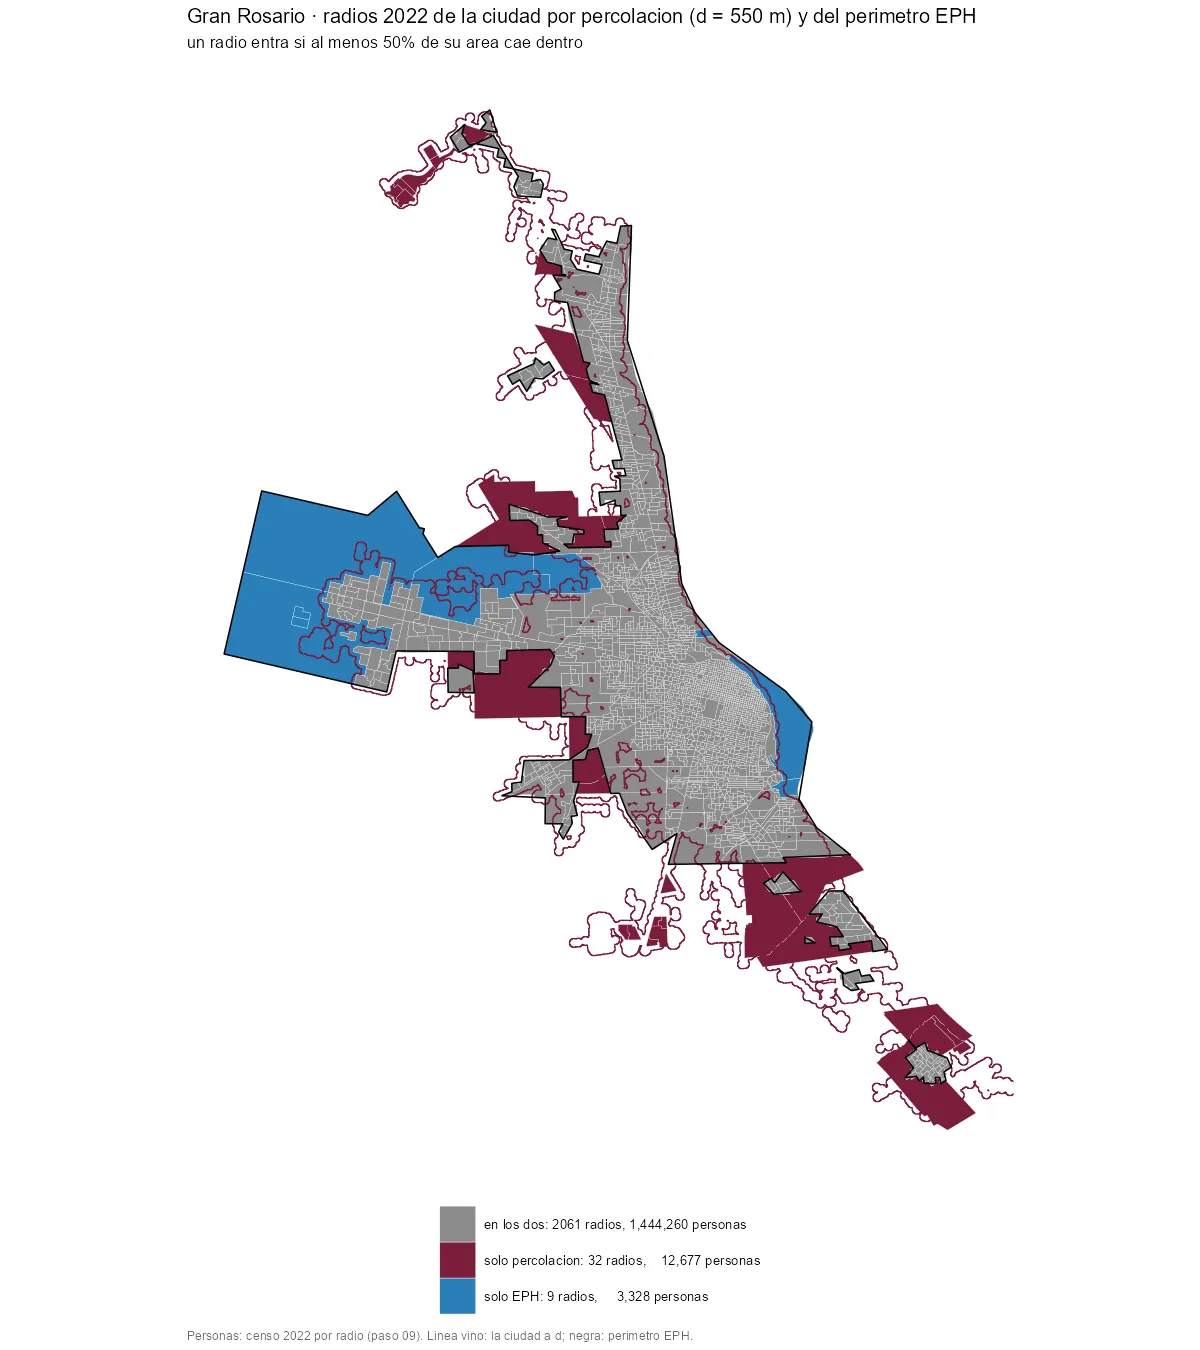 Gran Rosario · radios 2022 de la ciudad por percolacion (d = 550 m) y del perimetro EPH
un radio entra si al menos 50% de su area cae dentro
en los dos: 2061 radios, 1,444,260 personas
solo percolacion: 32 radios, 12,677 personas
solo EPH: 9 radios, 3,328 personas
Personas: censo 2022 por radio (paso 09). Linea vino: la ciudad a d; negra: perimetro EPH.